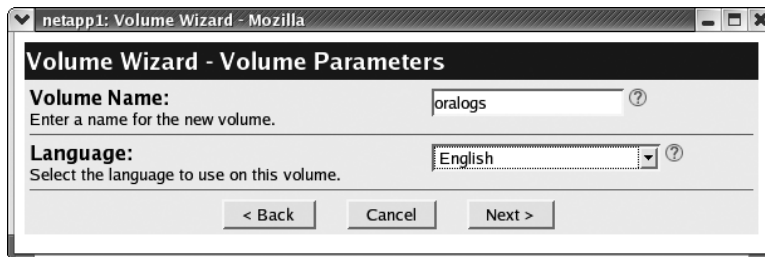 netapp1: Volume Wizard - Mozilla
Volume Wizard - Volume Parameters
Volume Name:
Enter a name for the new volume.
oralogs
?
Language:
Select the language to use on this volume.
English
?
< Back
Cancel
Next >